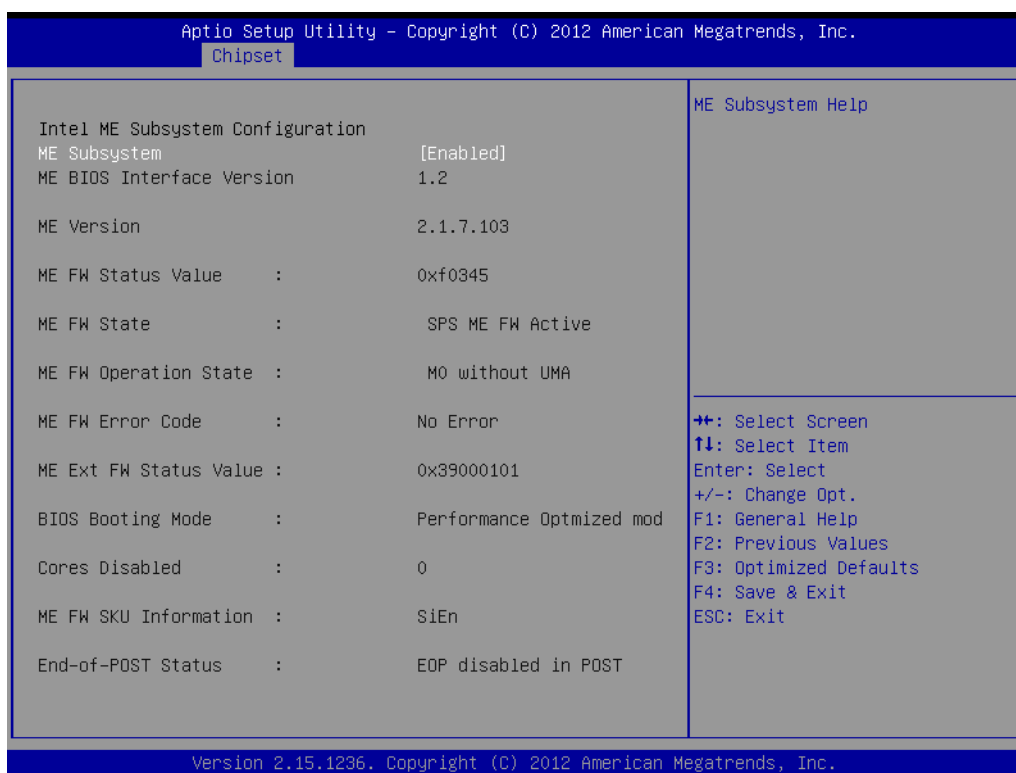 Aptio Setup Utility – Copyright (C) 2012 American Megatrends, Inc.
Chipset
Intel ME Subsystem Configuration
ME Subsystem [Enabled]
ME BIOS Interface Version 1.2
ME Version 2.1.7.103
ME FW Status Value : 0xf0345
ME FW State : SPS ME FW Active
ME FW Operation State : M0 without UMA
ME FW Error Code : No Error
ME Ext FW Status Value : 0x39000101
BIOS Booting Mode : Performance Optmized mod
Cores Disabled : 0
ME FW SKU Information : SiEn
End-of-POST Status : EOP disabled in POST
ME Subsystem Help
→←: Select Screen
↑↓: Select Item
Enter: Select
+/-: Change Opt.
F1: General Help
F2: Previous Values
F3: Optimized Defaults
F4: Save & Exit
ESC: Exit
Version 2.15.1236. Copyright (C) 2012 American Megatrends, Inc.